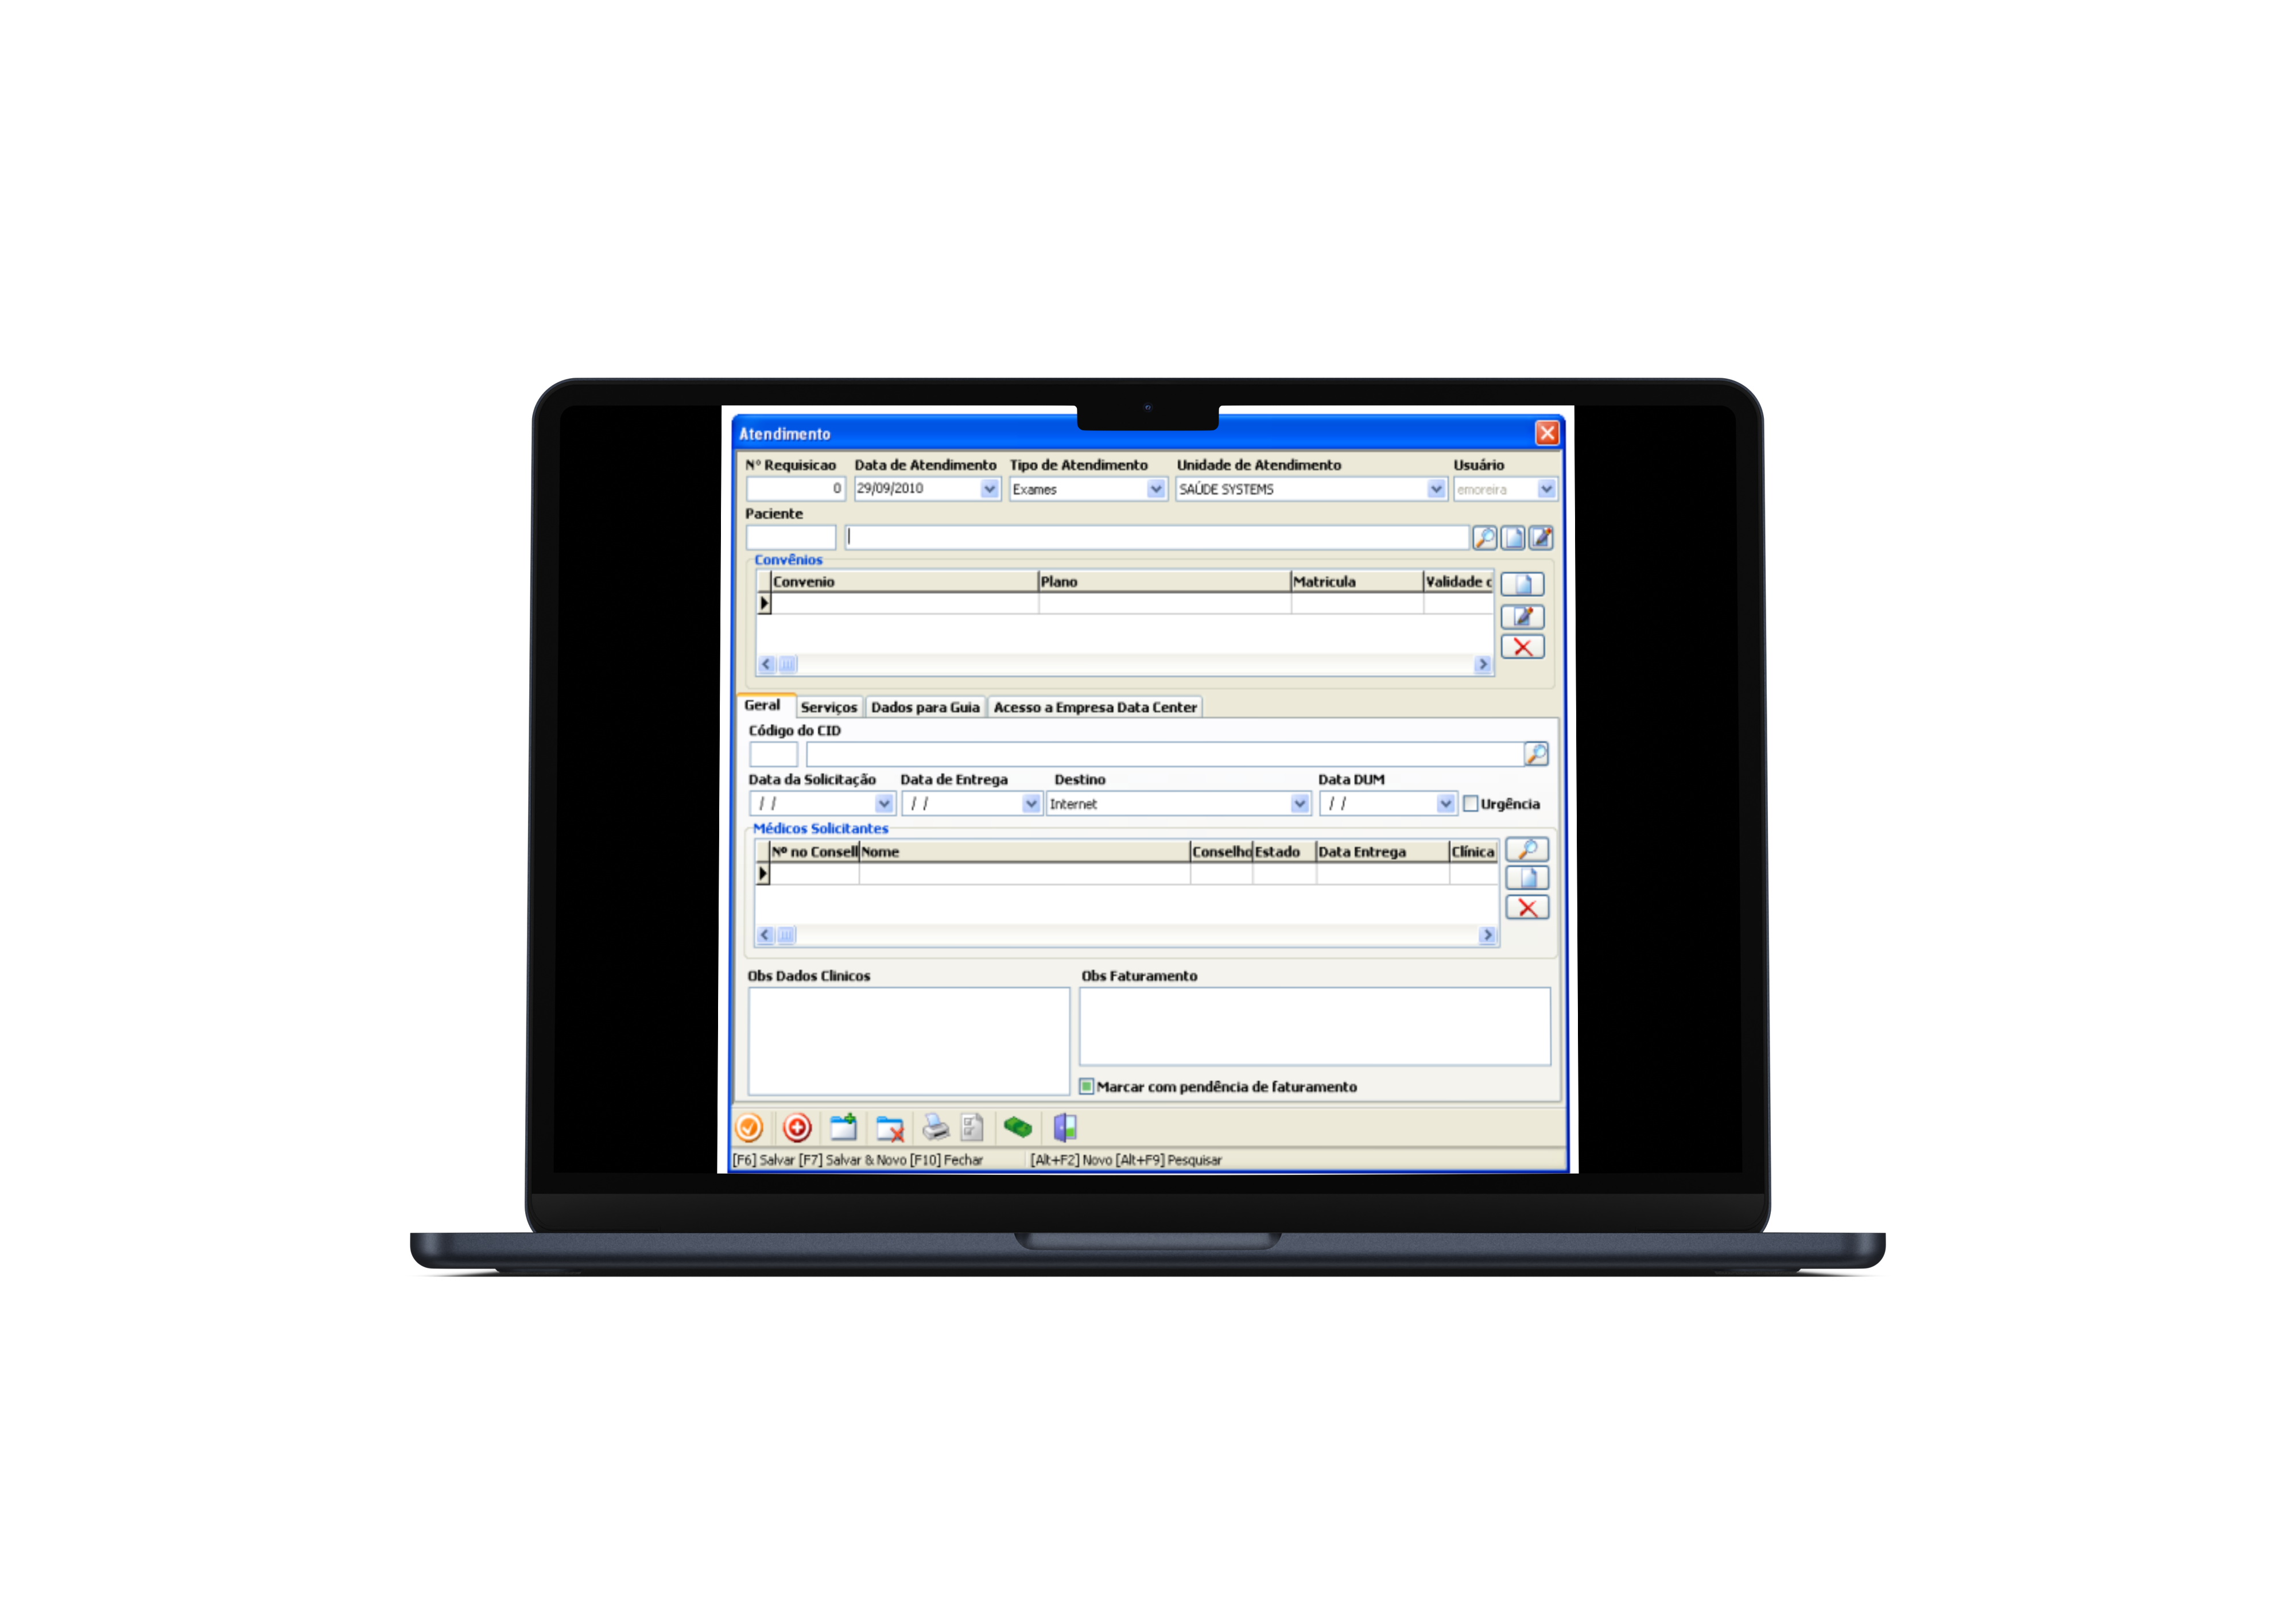 Atendimento
Nº Requisicao Data de Atendimento Tipo de Atendimento Unidade de Atendimento Usuário
0 29/09/2010 Exames SAÚDE SYSTEMS emoreira
Paciente
Convênios
Convenio Plano Matricula Validade c
Geral Serviços Dados para Guia Acesso a Empresa Data Center
Código do CID
Data da Solicitação Data de Entrega Destino Data DUM
/ / / / Internet / / Urgência
Médicos Solicitantes
Nº no Consell Nome Conselho Estado Data Entrega Clínica
Obs Dados Clinicos Obs Faturamento
Marcar com pendência de faturamento
[F6] Salvar [F7] Salvar & Novo [F10] Fechar [Alt+F2] Novo [Alt+F9] Pesquisar